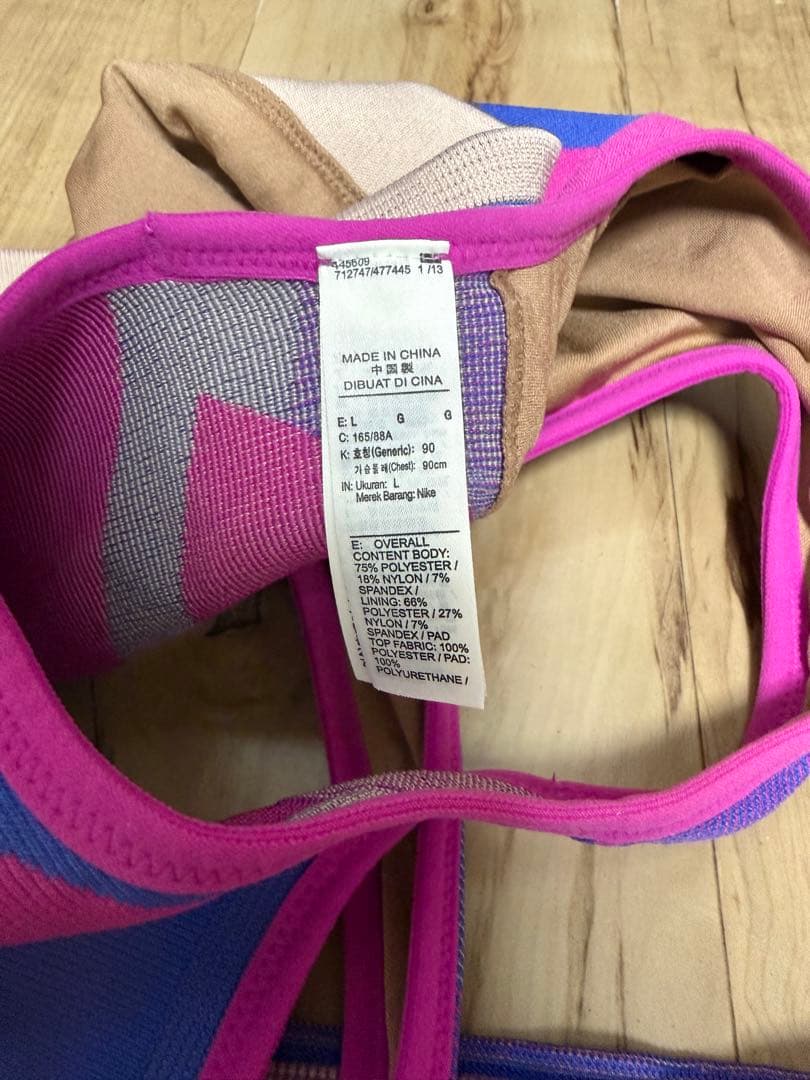 712747/477445 1 /13
MADE IN CHINA
中國製
DIBUAT DI CINA
E: L G G
C: 165/88A
K: 호칭(Generic): 90
가슴둘레(Chest): 90cm
IN: Ukuran: L
Merek Barang: Nike
E: OVERALL
CONTENT BODY:
75% POLYESTER /
18% NYLON / 7%
SPANDEX /
LINING: 66%
POLYESTER / 27%
NYLON / 7%
SPANDEX / PAD
TOP FABRIC: 100%
POLYESTER / PAD:
100%
POLYURETHANE /